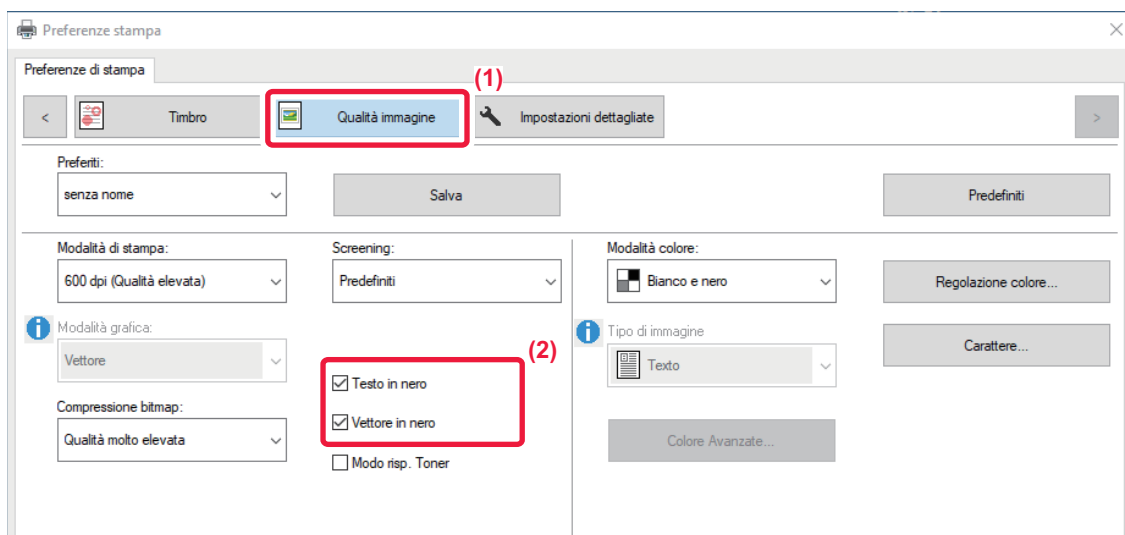 Preferenze stampa
Preferenze di stampa
(1)
<
Timbro
Qualità immagine
Impostazioni dettagliate
>
Preferiti:
senza nome
Salva
Predefiniti
Modalità di stampa:
Screening:
Modalità colore:
600 dpi (Qualità elevata)
Predefiniti
Bianco e nero
Regolazione colore...
Modalità grafica:
Tipo di immagine
(2)
Vettore
Texto
Carattere...
Testo in nero
Compressione bitmap:
Vettore in nero
Qualità molto elevata
Colore Avanzate...
Modo risp. Toner